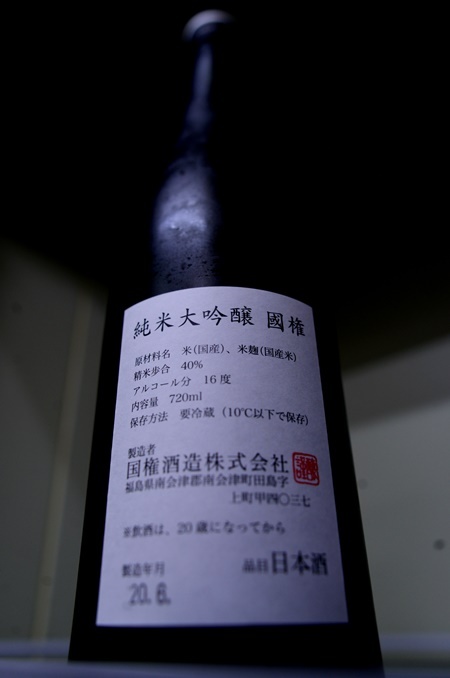 純米大吟醸 國権
原材料名 米(国産)、米麹(国産米)
精米歩合 40%
アルコール分 16度
内容量 720ml
保存方法 要冷蔵(10℃以下で保存)
製造者
国権酒造株式会社
福島県南会津郡南会津町田島字
上町甲四〇三七
※飲酒は、20歳になってから
製造年月 品目 日本酒
20.6.